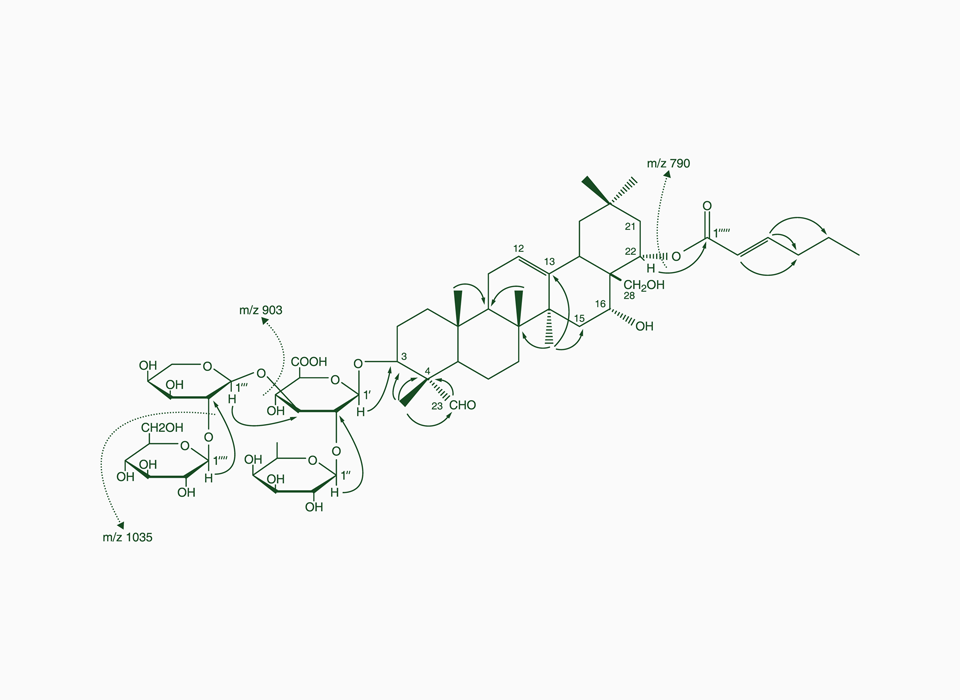 m/z 790
O
1'''''
21
22
O
H
12
13
CH2OH
28
16
15
OH
m/z 903
COOH
O
3
4
23
CHO
OH
O
O
1'''
H
OH
O
1'
H
OH
O
CH2OH
O
1''''
H
OH
OH
OH
O
OH
O
1''
H
OH
OH
m/z 1035